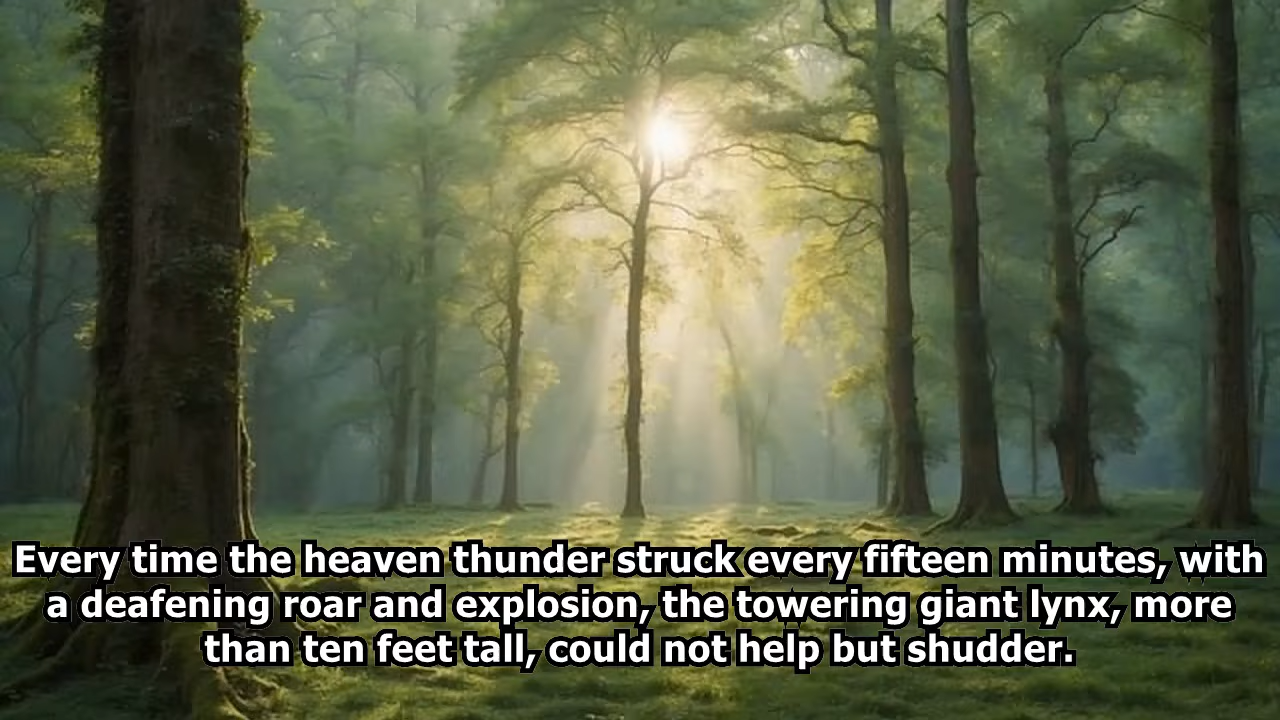 Every time the heaven thunder struck every fifteen minutes, with
a deafening roar and explosion, the towering giant lynx, more
than ten feet tall, could not help but shudder.